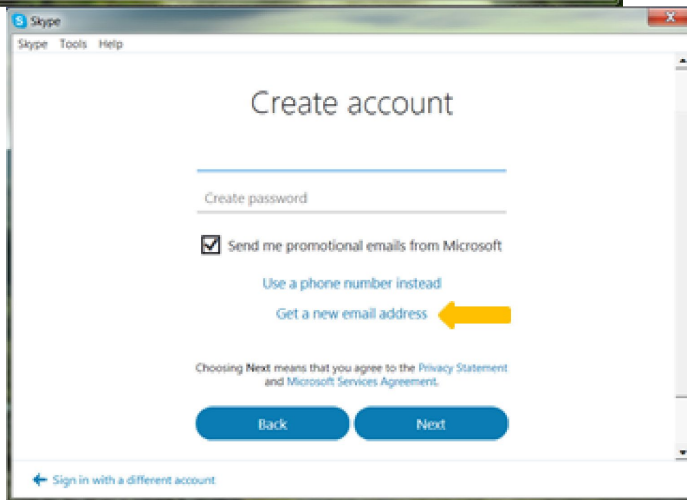 Skype
Skype Tools Help
Create account
Create password
Send me promotional emails from Microsoft
Use a phone number instead
Get a new email address
Choosing Next means that you agree to the Privacy Statement
and Microsoft Services Agreement.
Back Next
Sign in with a different account